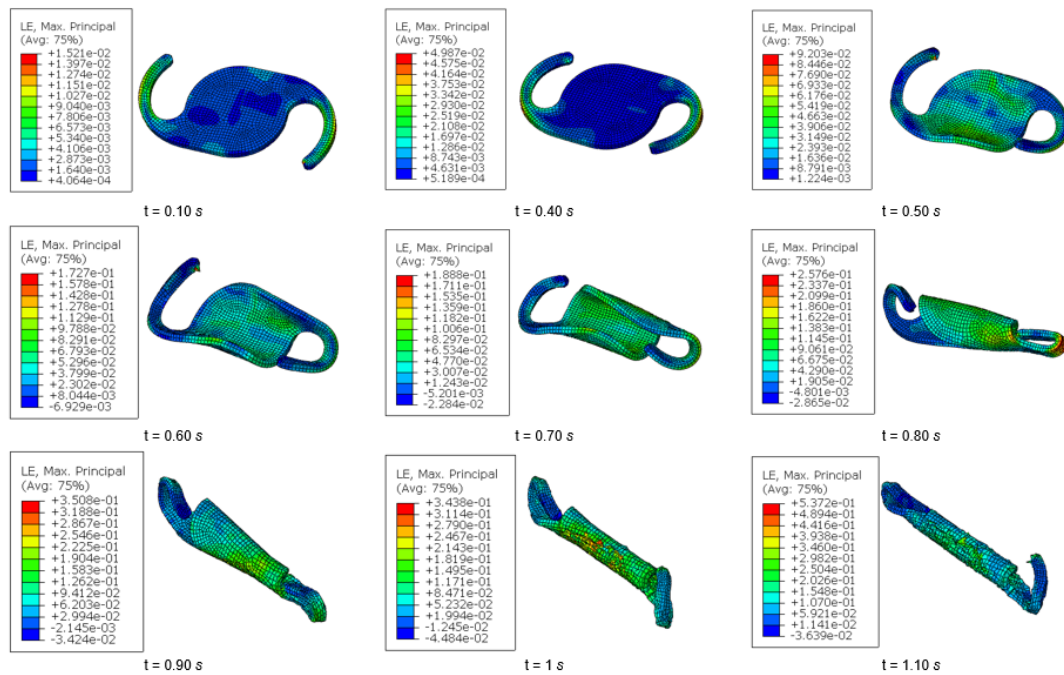 LE, Max. Principal
(Avg: 75%)
+1.521e-02
+1.397e-02
+1.274e-02
+1.151e-02
+1.027e-02
+9.040e-03
+7.806e-03
+6.573e-03
+5.340e-03
+4.106e-03
+2.873e-03
+1.640e-03
+4.064e-04
t = 0.10 s
LE, Max. Principal
(Avg: 75%)
+4.987e-02
+4.575e-02
+4.164e-02
+3.753e-02
+3.342e-02
+2.930e-02
+2.519e-02
+2.108e-02
+1.697e-02
+1.286e-02
+8.743e-03
+4.631e-03
+5.189e-04
t = 0.40 s
LE, Max. Principal
(Avg: 75%)
+9.203e-02
+8.446e-02
+7.690e-02
+6.933e-02
+6.176e-02
+5.419e-02
+4.663e-02
+3.906e-02
+3.149e-02
+2.393e-02
+1.636e-02
+8.791e-03
+1.224e-03
t = 0.50 s
LE, Max. Principal
(Avg: 75%)
+1.727e-01
+1.578e-01
+1.428e-01
+1.278e-01
+1.129e-01
+9.788e-02
+8.291e-02
+6.793e-02
+5.296e-02
+3.799e-02
+2.302e-02
+8.044e-03
-6.929e-03
t = 0.60 s
LE, Max. Principal
(Avg: 75%)
+1.888e-01
+1.711e-01
+1.535e-01
+1.359e-01
+1.182e-01
+1.006e-01
+8.297e-02
+6.534e-02
+4.770e-02
+3.007e-02
+1.243e-02
-5.201e-03
-2.284e-02
t = 0.70 s
LE, Max. Principal
(Avg: 75%)
+2.576e-01
+2.337e-01
+2.099e-01
+1.860e-01
+1.622e-01
+1.383e-01
+1.145e-01
+9.061e-02
+6.675e-02
+4.290e-02
+1.905e-02
-4.801e-03
-2.865e-02
t = 0.80 s
LE, Max. Principal
(Avg: 75%)
+3.508e-01
+3.188e-01
+2.867e-01
+2.546e-01
+2.225e-01
+1.904e-01
+1.583e-01
+1.262e-01
+9.412e-02
+6.203e-02
+2.994e-02
-2.145e-03
-3.424e-02
t = 0.90 s
LE, Max. Principal
(Avg: 75%)
+3.438e-01
+3.114e-01
+2.790e-01
+2.467e-01
+2.143e-01
+1.819e-01
+1.495e-01
+1.171e-01
+8.471e-02
+5.232e-02
+1.994e-02
-1.245e-02
-4.484e-02
t = 1 s
LE, Max. Principal
(Avg: 75%)
+5.372e-01
+4.894e-01
+4.416e-01
+3.938e-01
+3.460e-01
+2.982e-01
+2.504e-01
+2.026e-01
+1.548e-01
+1.070e-01
+5.921e-02
+1.141e-02
-3.639e-02
t = 1.10 s